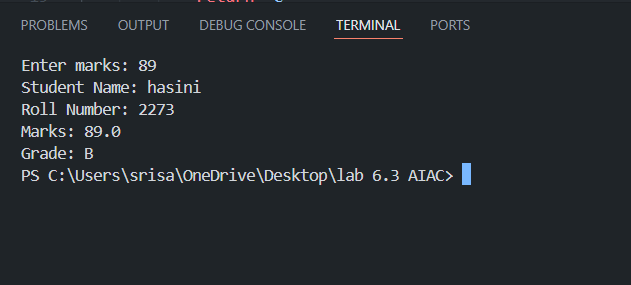 PROBLEMS OUTPUT DEBUG CONSOLE TERMINAL PORTS
Enter marks: 89
Student Name: hasini
Roll Number: 2273
Marks: 89.0
Grade: B
PS C:\Users\srisa\OneDrive\Desktop\lab 6.3 AIAC>